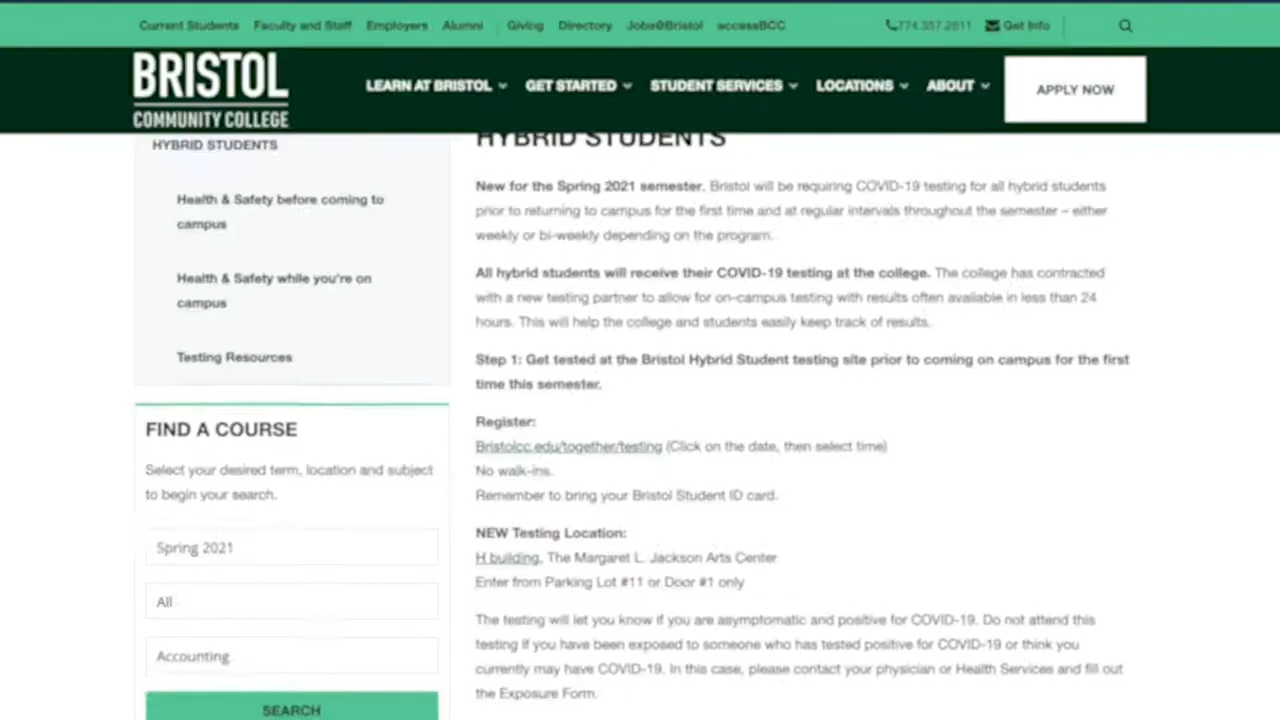 Current Students Faculty and Staff Employers Alumni Giving Directory Jobs@Bristol accessBCC 774.357.2811 Get Info
BRISTOL
COMMUNITY COLLEGE
LEARN AT BRISTOL GET STARTED STUDENT SERVICES LOCATIONS ABOUT APPLY NOW
HYBRID STUDENTS
Health & Safety before coming to
campus
Health & Safety while you're on
campus
Testing Resources
FIND A COURSE
Select your desired term, location and subject
to begin your search.
Spring 2021
All
Accounting
SEARCH
HYBRID STUDENTS
New for the Spring 2021 semester, Bristol will be requiring COVID-19 testing for all hybrid students
prior to returning to campus for the first time and at regular intervals throughout the semester – either
weekly or bi-weekly depending on the program.
All hybrid students will receive their COVID-19 testing at the college. The college has contracted
with a new testing partner to allow for on-campus testing with results often available in less than 24
hours. This will help the college and students easily keep track of results.
Step 1: Get tested at the Bristol Hybrid Student testing site prior to coming on campus for the first
time this semester.
Register:
Bristolcc.edu/together/testing (Click on the date, then select time)
No walk-ins.
Remember to bring your Bristol Student ID card.
NEW Testing Location:
H building, The Margaret L. Jackson Arts Center
Enter from Parking Lot #11 or Door #1 only
The testing will let you know if you are asymptomatic and positive for COVID-19. Do not attend this
testing if you have been exposed to someone who has tested positive for COVID-19 or think you
currently may have COVID-19. In this case, please contact your physician or Health Services and fill out
the Exposure Form.